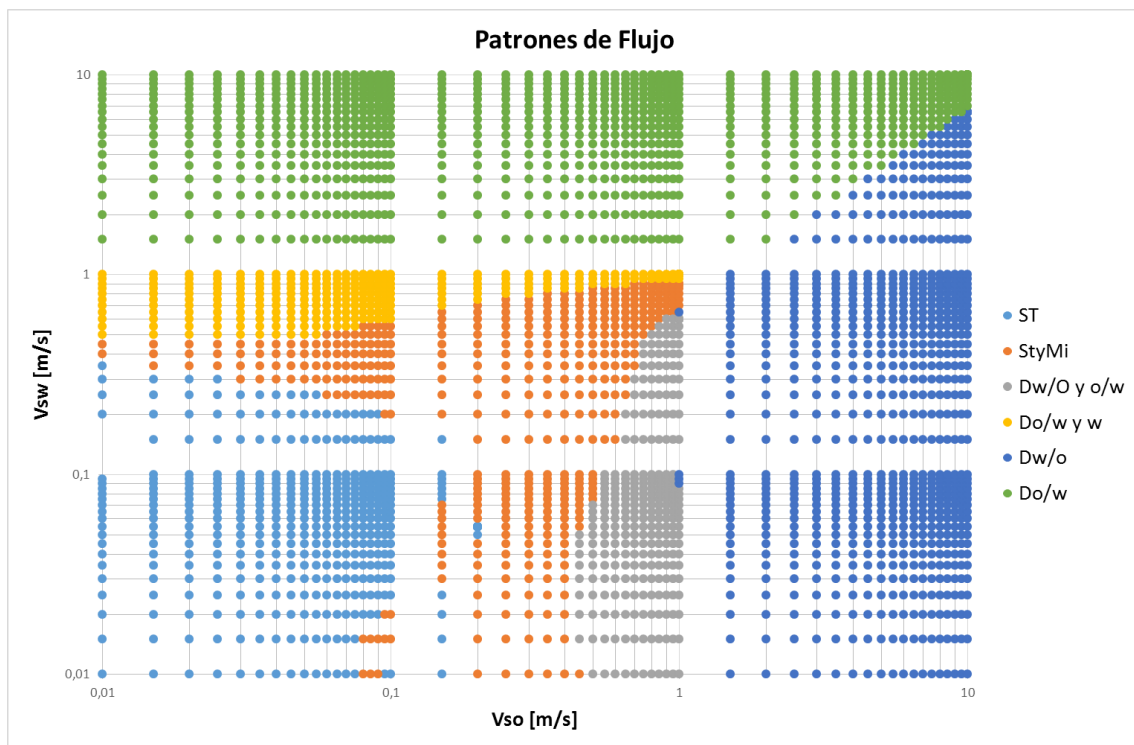 Patrones de Flujo
10
1
0,1
0,01
Vsw [m/s]
0,01
0,1
1
10
Vso [m/s]
ST
StyMi
Dw/O y o/w
Do/w y w
Dw/o
Do/w